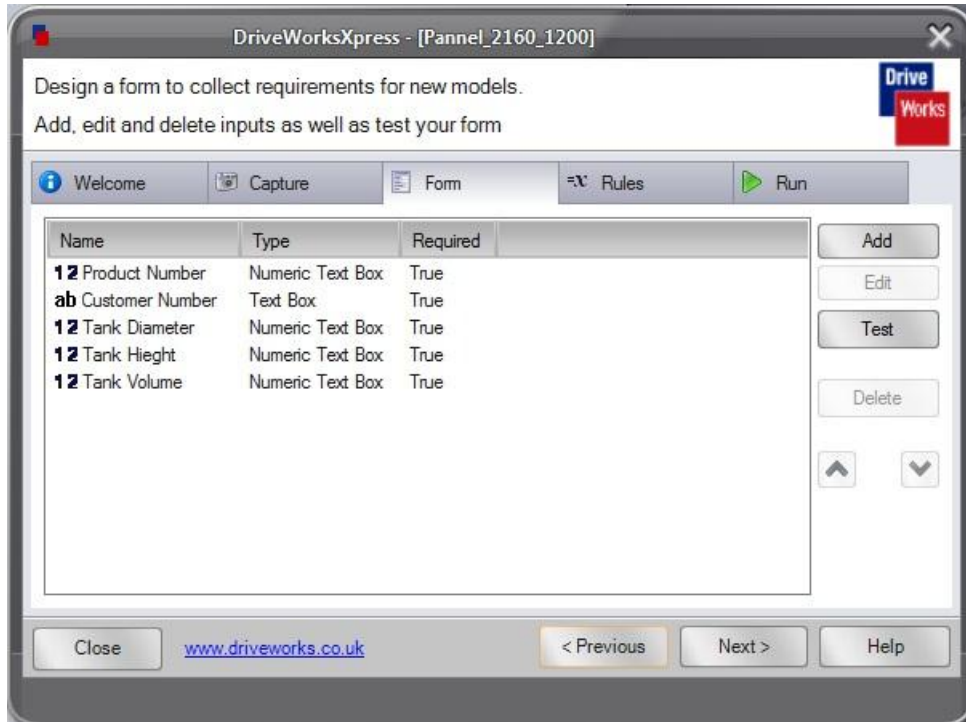 DriveWorksXpress - [Pannel_2160_1200]
Design a form to collect requirements for new models.
Add, edit and delete inputs as well as test your form
Drive
Works
Welcome Capture Form =x Rules Run
Name Type Required
12 Product Number Numeric Text Box True
ab Customer Number Text Box True
12 Tank Diameter Numeric Text Box True
12 Tank Hieght Numeric Text Box True
12 Tank Volume Numeric Text Box True
Add
Edit
Test
Delete
Close www.driveworks.co.uk < Previous Next > Help